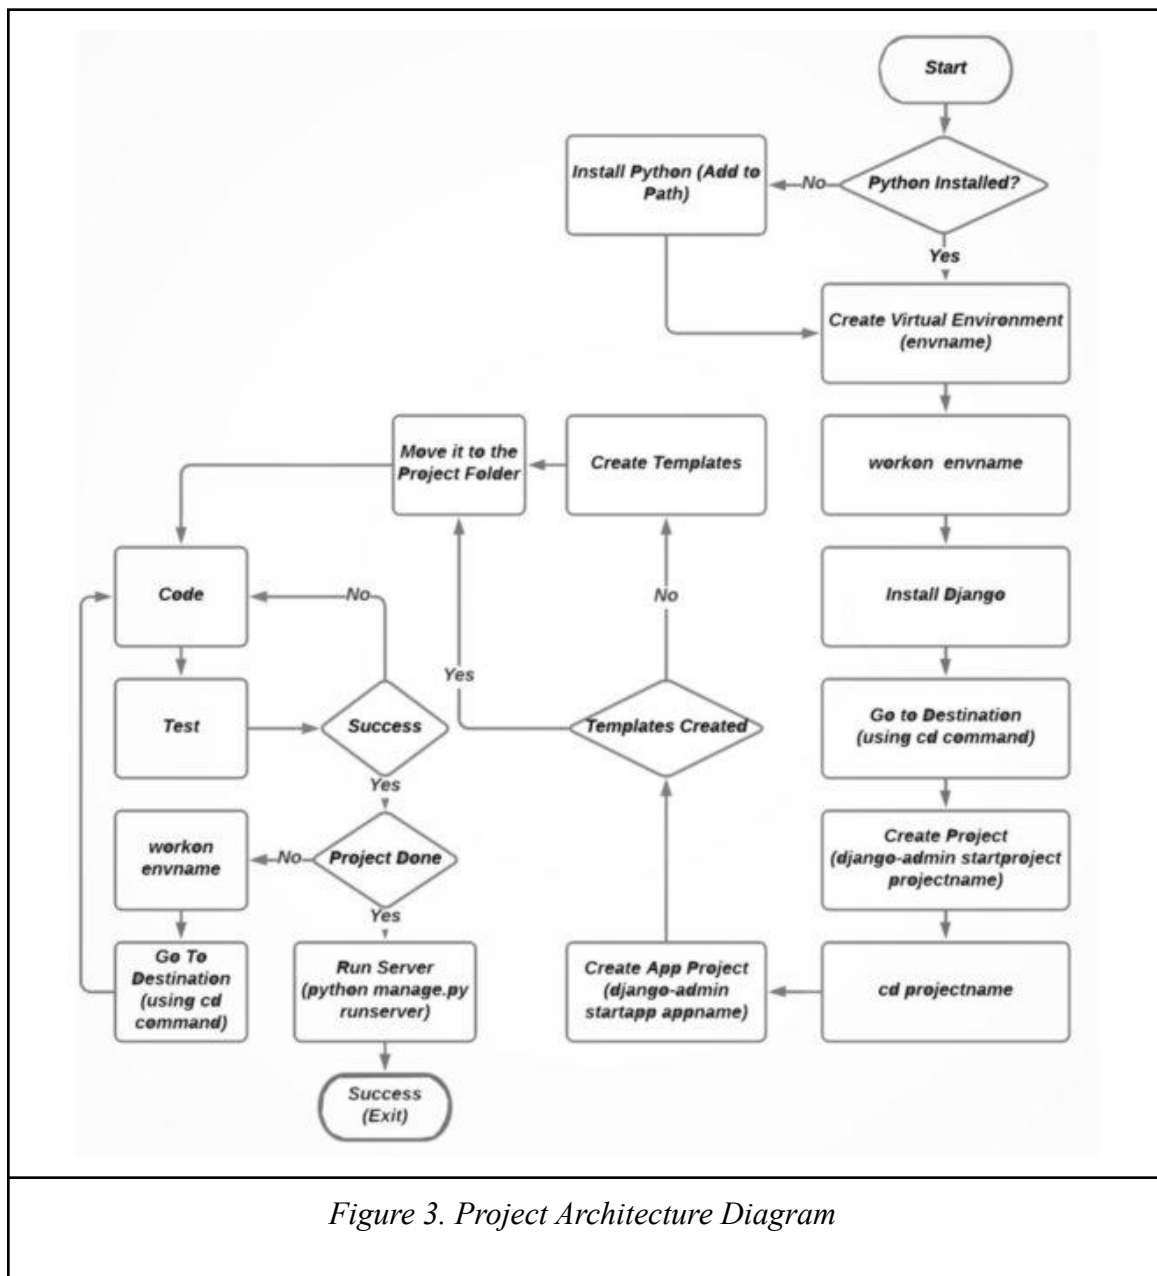 Start
Python Installed?
No
Install Python (Add to
Path)
Yes
Create Virtual Environment
(envname)
workon envname
Install Django
Go to Destination
(using cd command)
Create Project
(django-admin startproject
projectname)
cd projectname
Create App Project
(django-admin
startapp appname)
Templates Created
No
Create Templates
Yes
Move it to the
Project Folder
Code
Test
Success
No
Yes
Project Done
No
workon
envname
Go To
Destination
(using cd
command)
Yes
Run Server
(python manage.py
runserver)
Success
(Exit)
Figure 3. Project Architecture Diagram